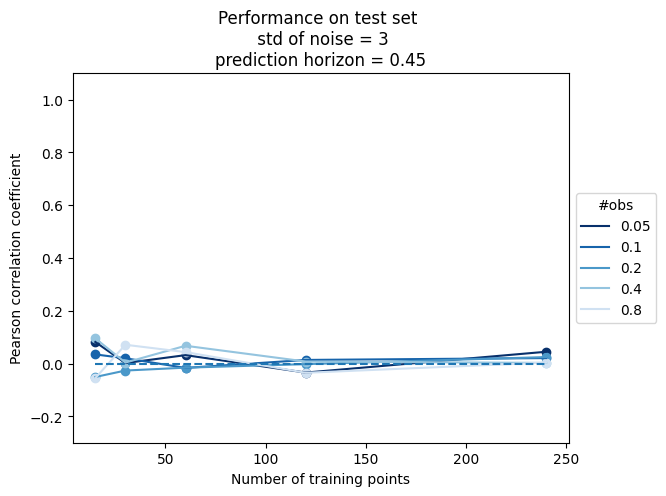 Performance on test set
std of noise = 3
prediction horizon = 0.45
Pearson correlation coefficient
1.0
0.8
0.6
0.4
0.2
0.0
−0.2
50
100
150
200
250
Number of training points
#obs
0.05
0.1
0.2
0.4
0.8